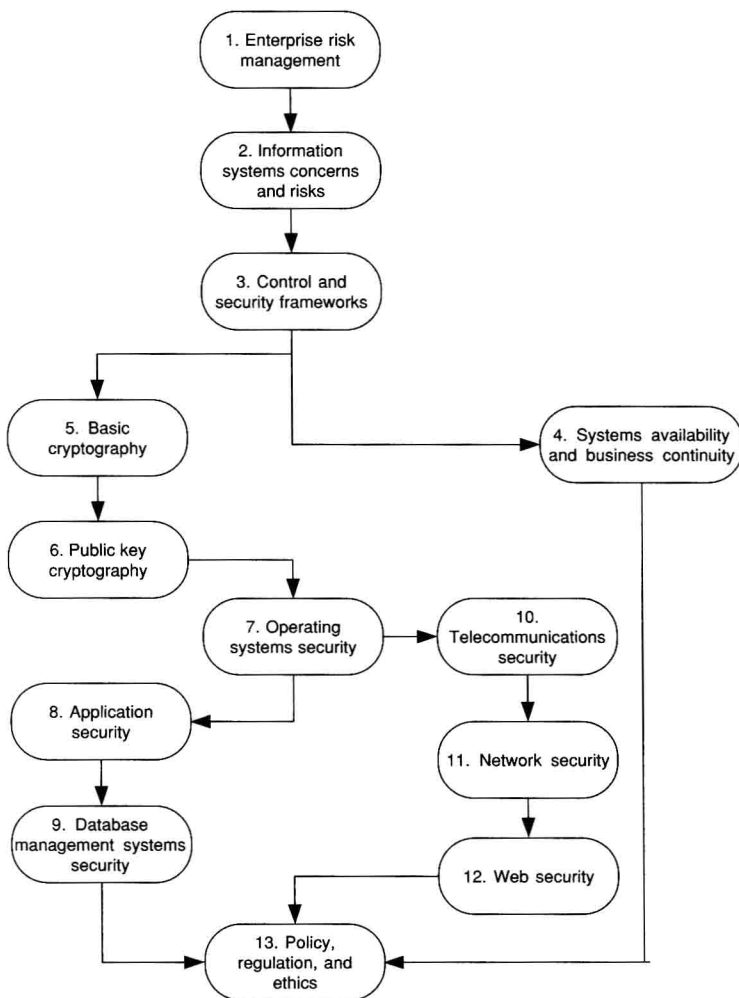 1. Enterprise risk
management
2. Information
systems concerns
and risks
3. Control and
security frameworks
5. Basic
cryptography
4. Systems availability
and business continuity
6. Public key
cryptography
7. Operating
systems security
10.
Telecommunications
security
8. Application
security
11. Network security
9. Database
management systems
security
12. Web security
13. Policy,
regulation, and
ethics